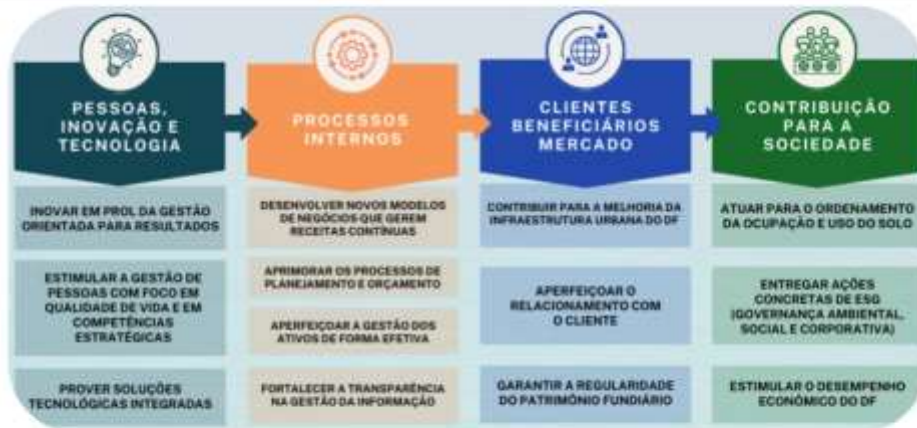 PESSOAS,
INOVAÇÃO E
TECNOLOGIA
INOVAR EM PROL DA GESTÃO
ORIENTADA PARA RESULTADOS
ESTIMULAR A GESTÃO DE
PESSOAS COM FOCO EM
QUALIDADE DE VIDA E EM
COMPETÊNCIAS
ESTRATÉGICAS
PROVER SOLUÇÕES
TECNOLÓGICAS INTEGRADAS
PROCESSOS
INTERNOS
DESENVOLVER NOVOS MODELOS
DE NEGÓCIOS QUE GEREM
RECEITAS CONTÍNUAS
APRIMORAR OS PROCESSOS DE
PLANEJAMENTO E ORÇAMENTO
APERFEIÇOAR A GESTÃO DOS
ATIVOS DE FORMA EFETIVA
FORTALECER A TRANSPARÊNCIA
NA GESTÃO DA INFORMAÇÃO
CLIENTES
BENEFICIÁRIOS
MERCADO
CONTRIBUIR PARA A MELHORIA DA
INFRAESTRUTURA URBANA DO DF
APERFEIÇOAR O
RELACIONAMENTO COM
O CLIENTE
GARANTIR A REGULARIDADE
DO PATRIMÔNIO FUNDIÁRIO
CONTRIBUIÇÃO
PARA A
SOCIEDADE
ATUAR PARA O ORDENAMENTO
DA OCUPAÇÃO E USO DO SOLO
ENTREGAR AÇÕES
CONCRETAS DE ESG
(GOVERNANÇA AMBIENTAL,
SOCIAL E CORPORATIVA)
ESTIMULAR O DESEMPENHO
ECONÔMICO DO DF